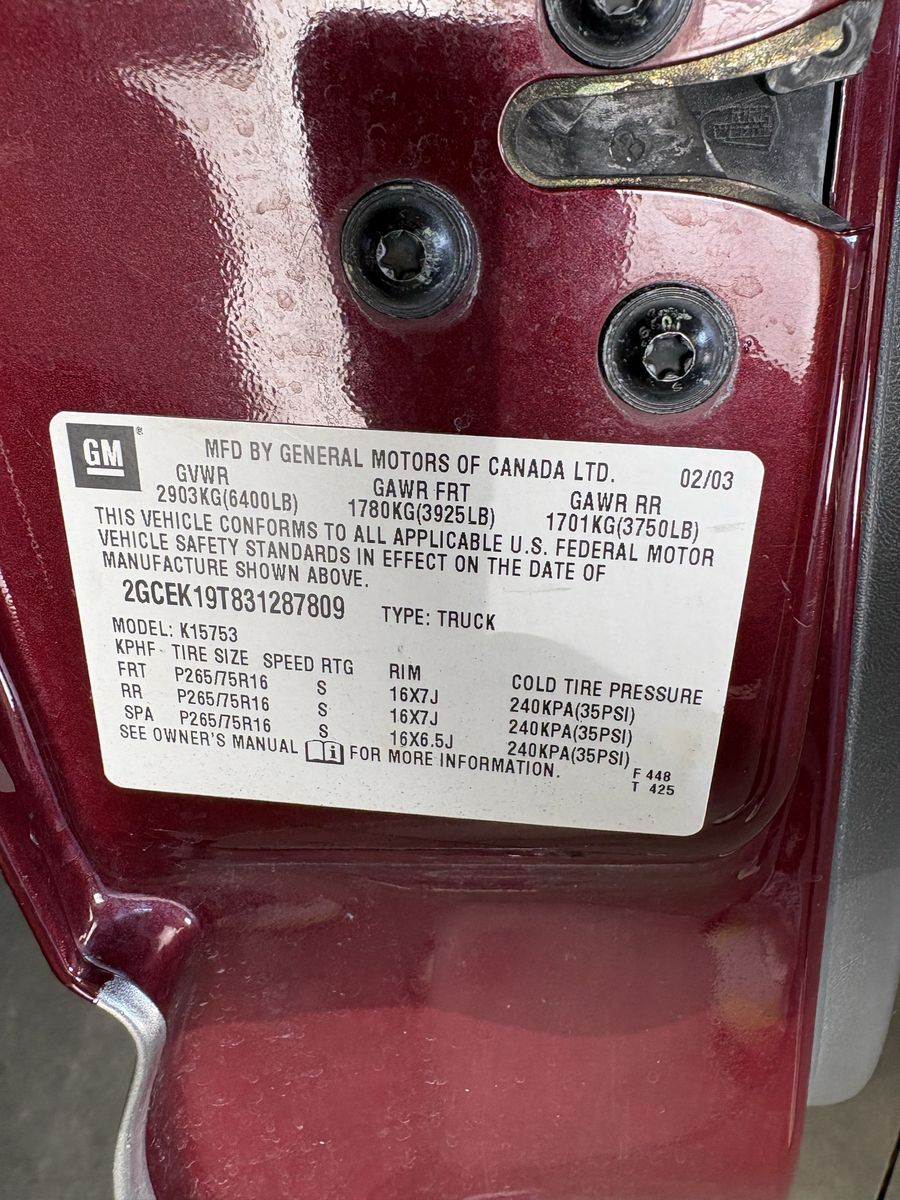 GM ®
MFD BY GENERAL MOTORS OF CANADA LTD. 02/03
GVWR GAWR FRT GAWR RR
2903KG(6400LB) 1780KG(3925LB) 1701KG(3750LB)
THIS VEHICLE CONFORMS TO ALL APPLICABLE U.S. FEDERAL MOTOR
VEHICLE SAFETY STANDARDS IN EFFECT ON THE DATE OF
MANUFACTURE SHOWN ABOVE.
2GCEK19T831287809 TYPE: TRUCK
MODEL: K15753
KPHF TIRE SIZE SPEED RTG RIM COLD TIRE PRESSURE
FRT P265/75R16 S 16X7J 240KPA(35PSI)
RR P265/75R16 S 16X7J 240KPA(35PSI)
SPA P265/75R16 S 16X6.5J 240KPA(35PSI)
SEE OWNER'S MANUAL i FOR MORE INFORMATION.
F 448
T 425